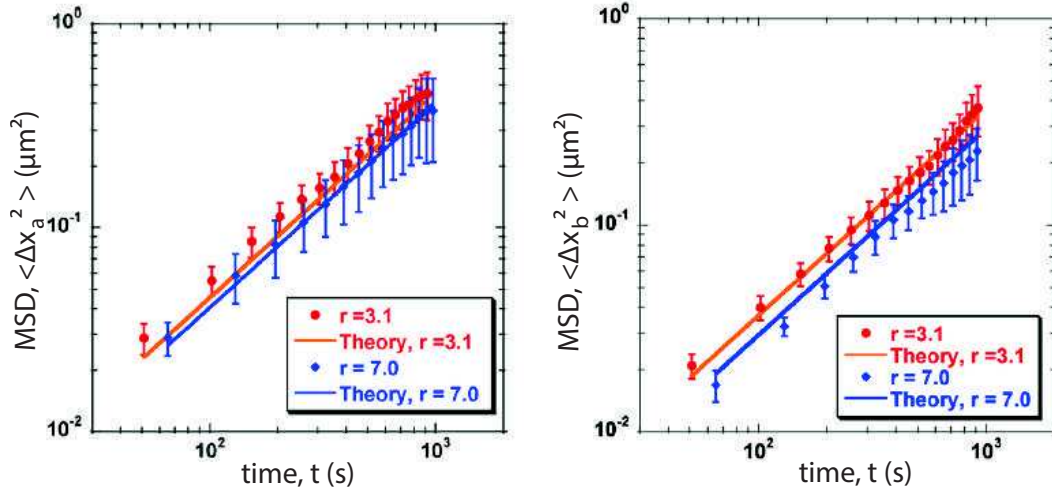 10⁰
10⁻¹
10⁻²
MSD, <Δxₐ² > (µm²)
r =3.1
Theory, r =3.1
r = 7.0
Theory, r = 7.0
10²
10³
time, t (s)
10⁰
10⁻¹
10⁻²
MSD, <Δx_b² > (µm²)
r =3.1
Theory, r =3.1
r = 7.0
Theory, r = 7.0
10²
10³
time, t (s)